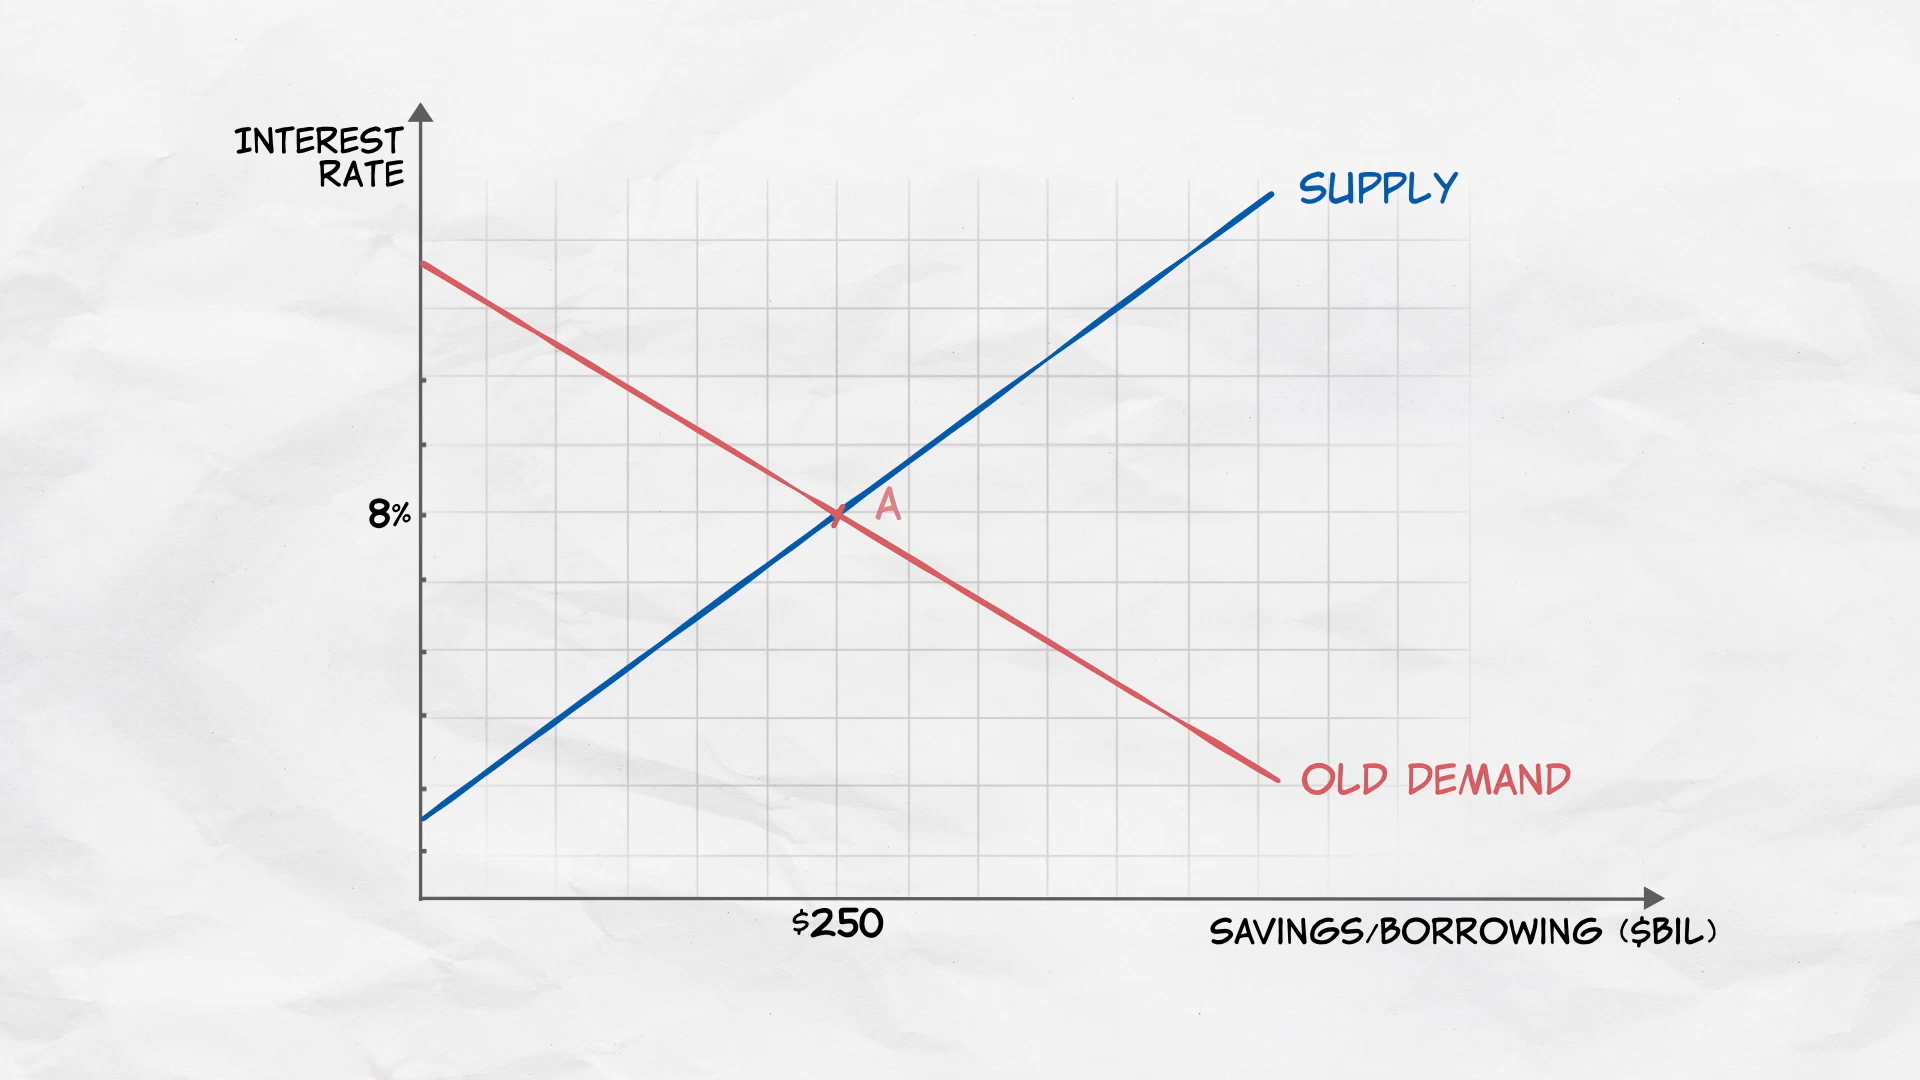 INTEREST
RATE
SUPPLY
A
8%
OLD DEMAND
$250
SAVINGS/BORROWING ($BIL)